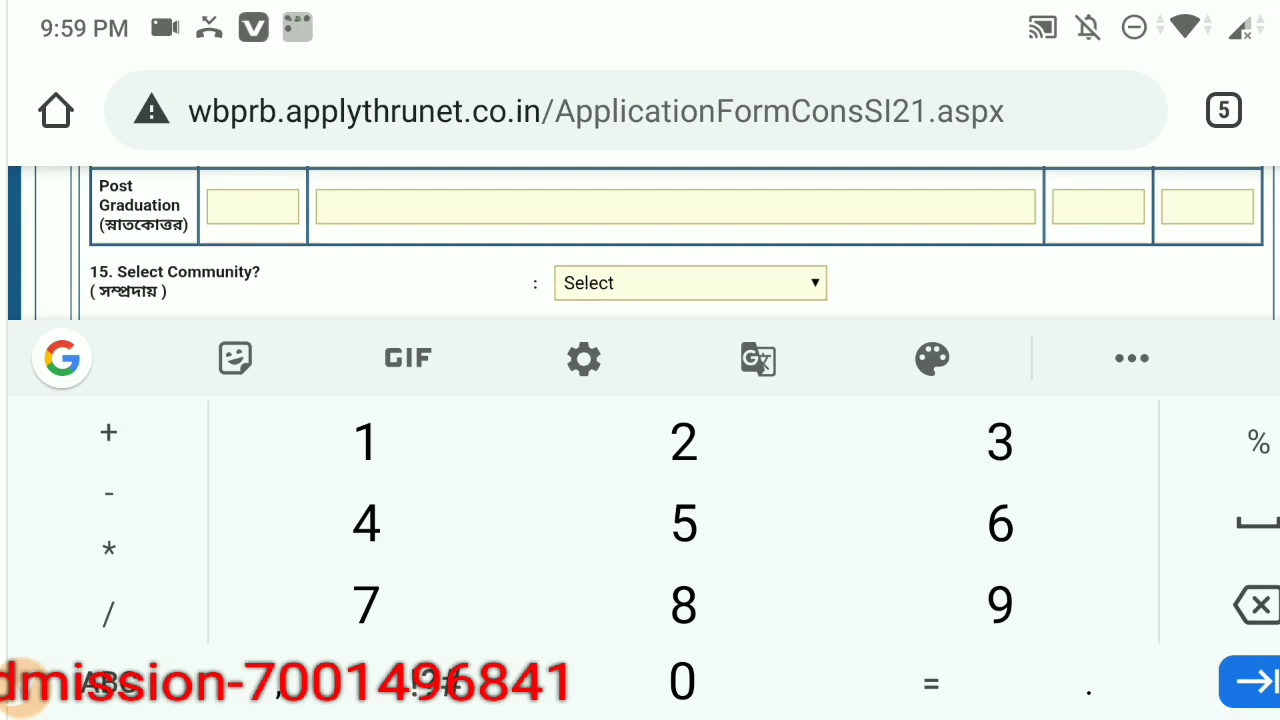 9:59 PM
wbprb.applythrunet.co.in/ApplicationFormConsSI21.aspx
5
Post
Graduation
(স্নাতকোত্তর)
15. Select Community?
( সম্প্রদায় )
: Select
GIF
+ 1 2 3 %
- 4 5 6
*
/ 7 8 9
ABC , !?# 0 = .
dmission-7001496841